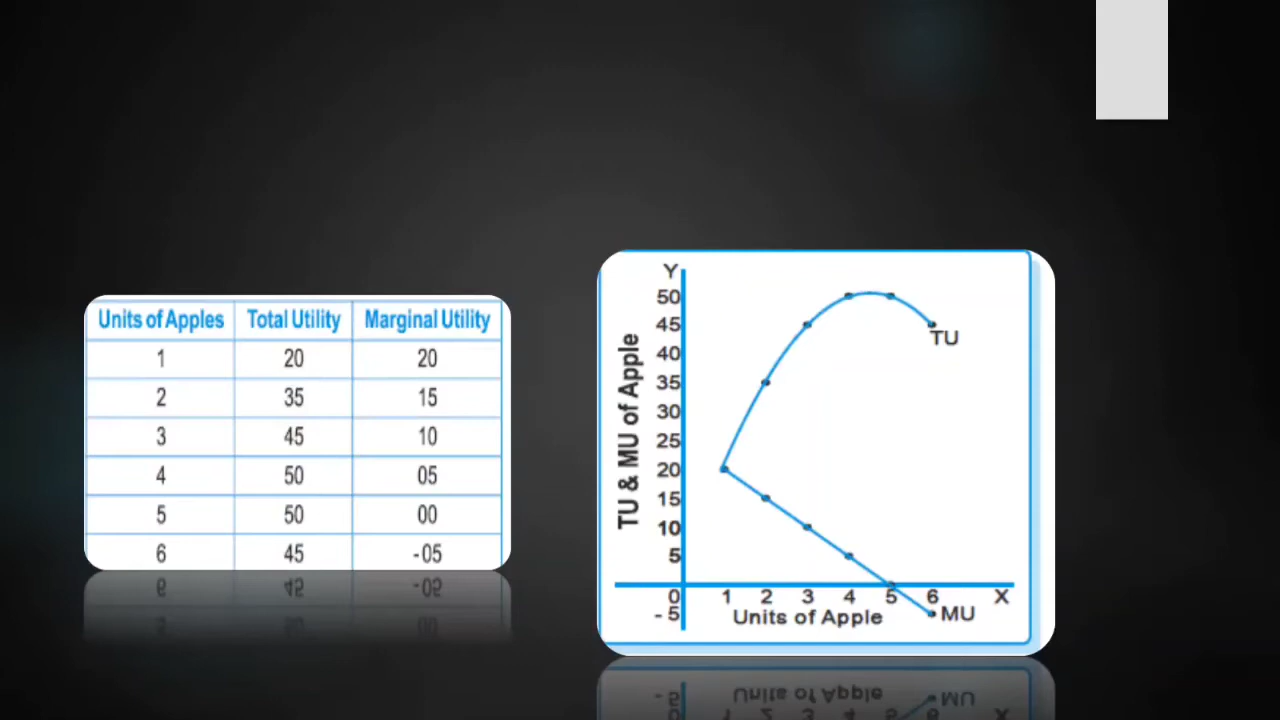 Units of Apples Total Utility Marginal Utility
1 20 20
2 35 15
3 45 10
4 50 05
5 50 00
6 45 -05
Y
50
45
40
35
30
25
20
15
10
5
0
- 5
TU & MU of Apple
TU
1 2 3 4 5 6 X
Units of Apple
MU